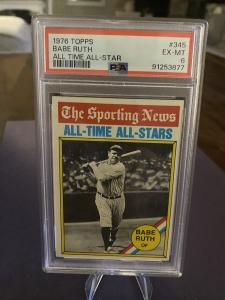 1976 TOPPS #345
BABE RUTH EX-MT
ALL TIME ALL-STAR 6
PSA 91253877
The Sporting News
ALL-TIME ALL-STARS
BABE
RUTH
OF